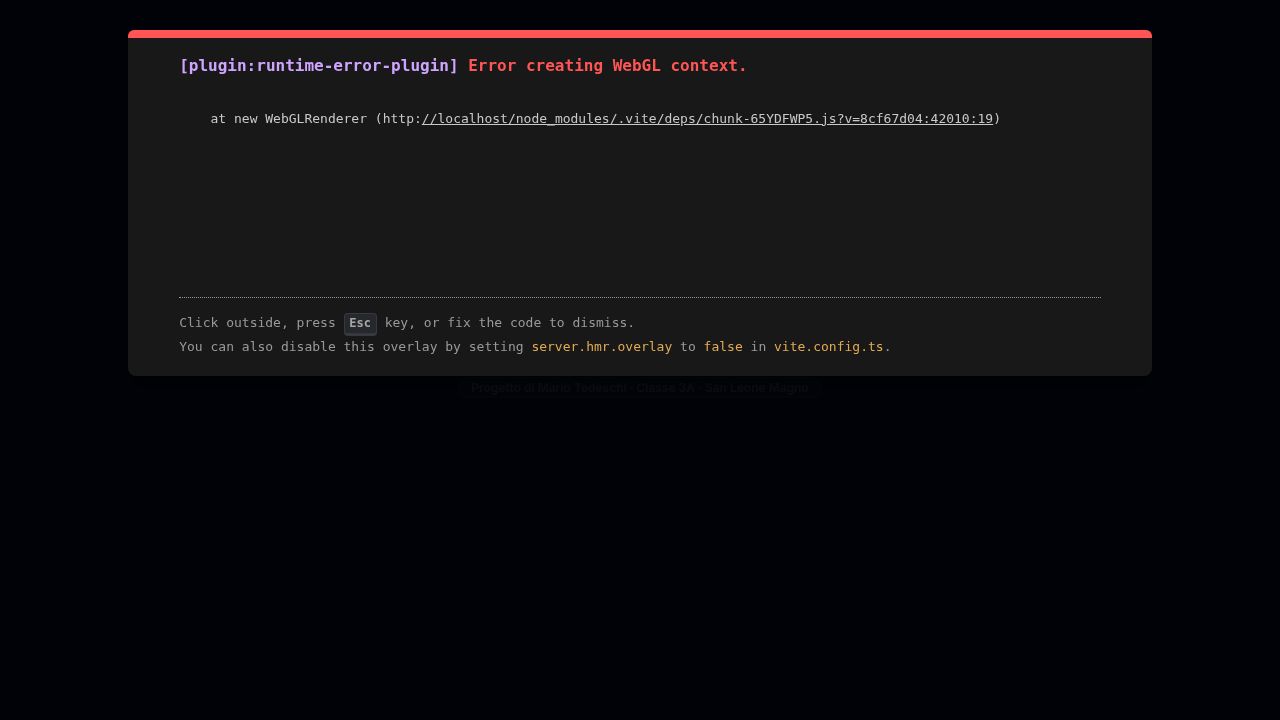 [plugin:runtime-error-plugin] Error creating WebGL context.
at new WebGLRenderer (http://localhost/node_modules/.vite/deps/chunk-65YDFWP5.js?v=8cf67d04:42010:19)
Click outside, press Esc key, or fix the code to dismiss.
You can also disable this overlay by setting server.hmr.overlay to false in vite.config.ts.
Progetto di Mario Tedeschi - Classe 3A - San Leone Magno